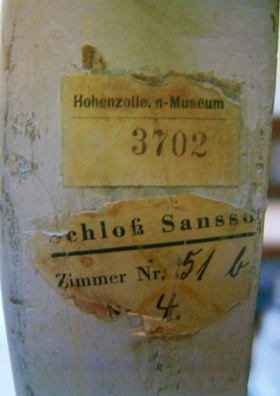 Hohenzolle. n-Museum
3702
chloß Sansso
Zimmer Nr. 51 b
N 4.